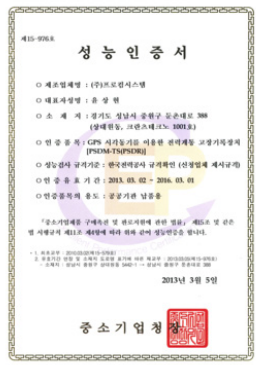 제15-976호
성능인증서
○ 제조업체명 : (주)프로컴시스템
○ 대표자성명 : 윤상현
○ 소 재 지 : 경기도 성남시 중원구 둔촌대로 388
(상대원동, 크란츠테크노 1001호)
○ 인증품목 : GPS 시각동기를 이용한 전력계통 고장기록장치
[PSDM-TS(PSDR)]
○ 성능검사 규격기준 : 한국전력공사 규격확인 (신청업체 제시규격)
○ 인증유효기간 : 2013. 03. 02 ~ 2016. 03. 01
○ 인증품목의 용도 : 공공기관 납품용
「중소기업제품 구매촉진 및 판로지원에 관한 법률」 제15조 및 같은
법 시행규칙 제11조 제4항에 따라 위와 같이 성능인증을 합니다.
2013년 3월 5일
중소기업청장